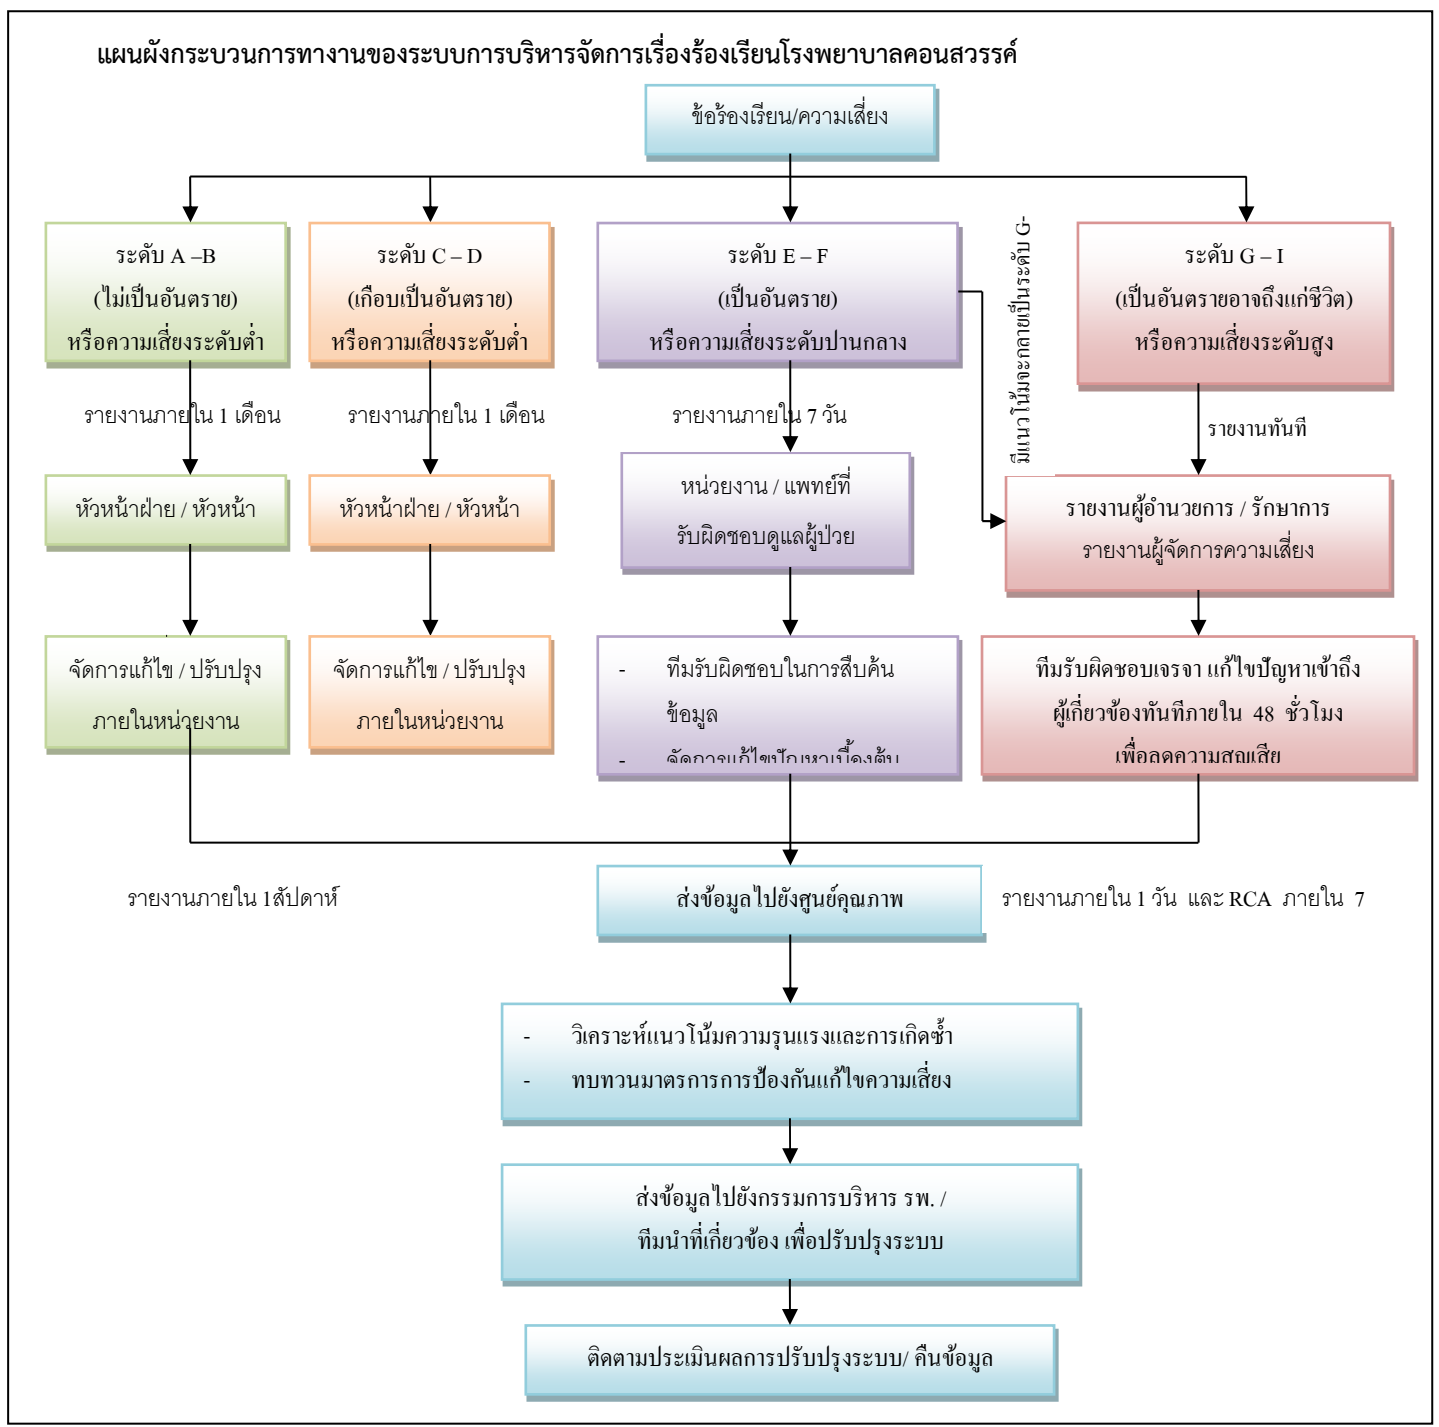 แผนผังกระบวนการทางานของระบบการบริหารจัดการเรื่องร้องเรียนโรงพยาบาลคอนสวรรค์
ข้อร้องเรียน/ความเสี่ยง
ระดับ A –B
(ไม่เป็นอันตราย)
หรือความเสี่ยงระดับต่ำ
ระดับ C – D
(เกือบเป็นอันตราย)
หรือความเสี่ยงระดับต่ำ
ระดับ E – F
(เป็นอันตราย)
หรือความเสี่ยงระดับปานกลาง
มีแนวโน้มจะกลายเป็นระดับ G-
ระดับ G – I
(เป็นอันตรายอาจถึงแก่ชีวิต)
หรือความเสี่ยงระดับสูง
รายงานภายใน 1 เดือน
รายงานภายใน 1 เดือน
รายงานภายใน 7 วัน
รายงานทันที
หัวหน้าฝ่าย / หัวหน้า
หัวหน้าฝ่าย / หัวหน้า
หน่วยงาน / แพทย์ที่
รับผิดชอบดูแลผู้ป่วย
รายงานผู้อำนวยการ / รักษาการ
รายงานผู้จัดการความเสี่ยง
จัดการแก้ไข / ปรับปรุง
ภายในหน่วยงาน
จัดการแก้ไข / ปรับปรุง
ภายในหน่วยงาน
- ทีมรับผิดชอบในการสืบค้น
ข้อมูล
- จัดการแก้ไขปัญหาเบื้องต้น
ทีมรับผิดชอบเจรจา แก้ไขปัญหาเข้าถึง
ผู้เกี่ยวข้องทันทีภายใน 48 ชั่วโมง
เพื่อลดความสูญเสีย
รายงานภายใน 1สัปดาห์
ส่งข้อมูลไปยังศูนย์คุณภาพ
รายงานภายใน 1 วัน และ RCA ภายใน 7
- วิเคราะห์แนวโน้มความรุนแรงและการเกิดซ้ำ
- ทบทวนมาตรการการป้องกันแก้ไขความเสี่ยง
ส่งข้อมูลไปยังกรรมการบริหาร รพ. /
ทีมนำที่เกี่ยวข้อง เพื่อปรับปรุงระบบ
ติดตามประเมินผลการปรับปรุงระบบ/ คืนข้อมูล